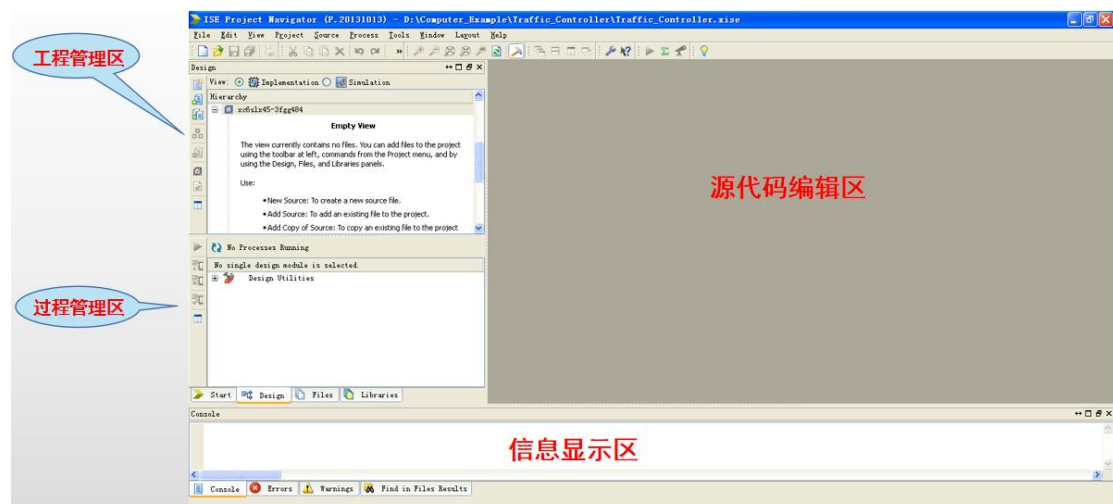 ISE Project Navigator (P.20131013) - D:\Computer_Example\Traffic_Controller\Traffic_Controller.xise
File Edit View Project Source Process Tools Window Layout Help
工程管理区
Design
View: Implementation Simulation
Hierarchy
xc6slx45-3fgg484
Empty View
The view currently contains no files. You can add files to the project
using the toolbar at left, commands from the Project menu, and by
using the Design, Files, and Libraries panels.
Use:
•New Source: To create a new source file.
•Add Source: To add an existing file to the project.
•Add Copy of Source: To copy an existing file to the project
源代码编辑区
No Processes Running
No single design module is selected.
Design Utilities
过程管理区
Start Design Files Libraries
Console
信息显示区
Console Errors Warnings Find in Files Results